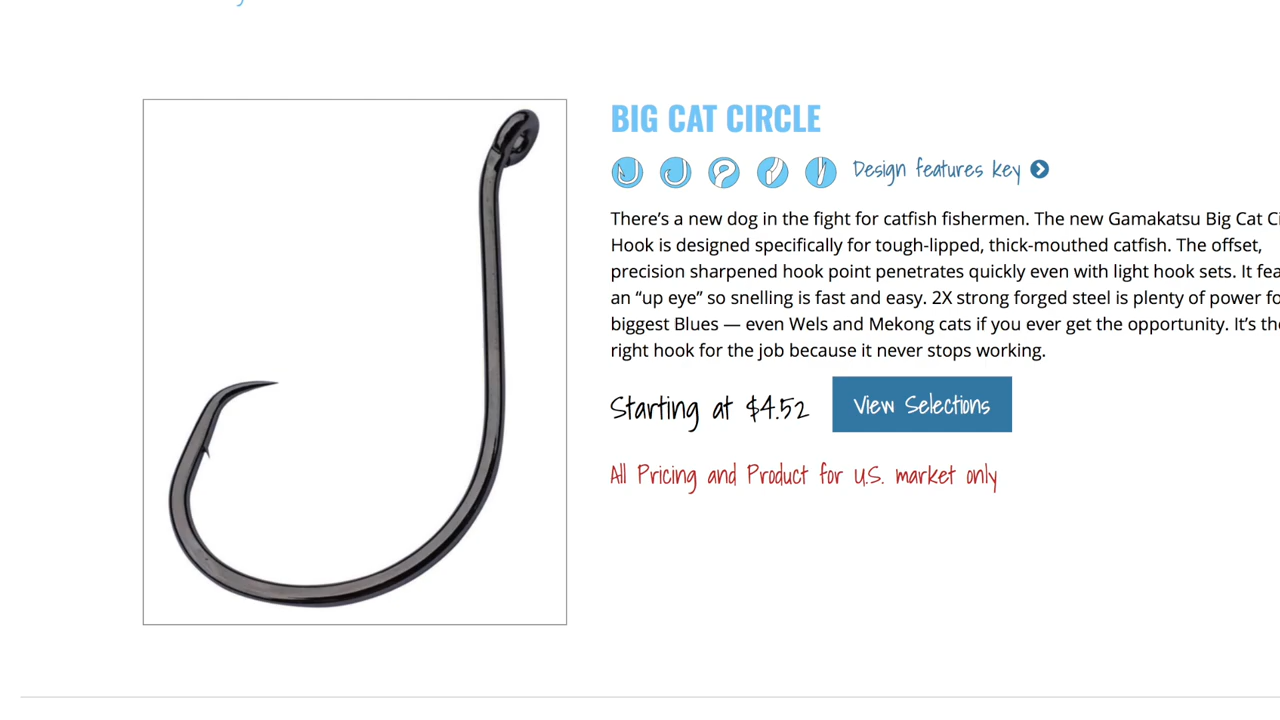 BIG CAT CIRCLE
Design features key
There's a new dog in the fight for catfish fishermen. The new Gamakatsu Big Cat
Hook is designed specifically for tough-lipped, thick-mouthed catfish. The offset,
precision sharpened hook point penetrates quickly even with light hook sets. It
an “up eye” so snelling is fast and easy. 2X strong forged steel is plenty of power
biggest Blues — even Wels and Mekong cats if you ever get the opportunity. It's
right hook for the job because it never stops working.
Starting at $4.52
View Selections
All Pricing and Product for U.S. market only